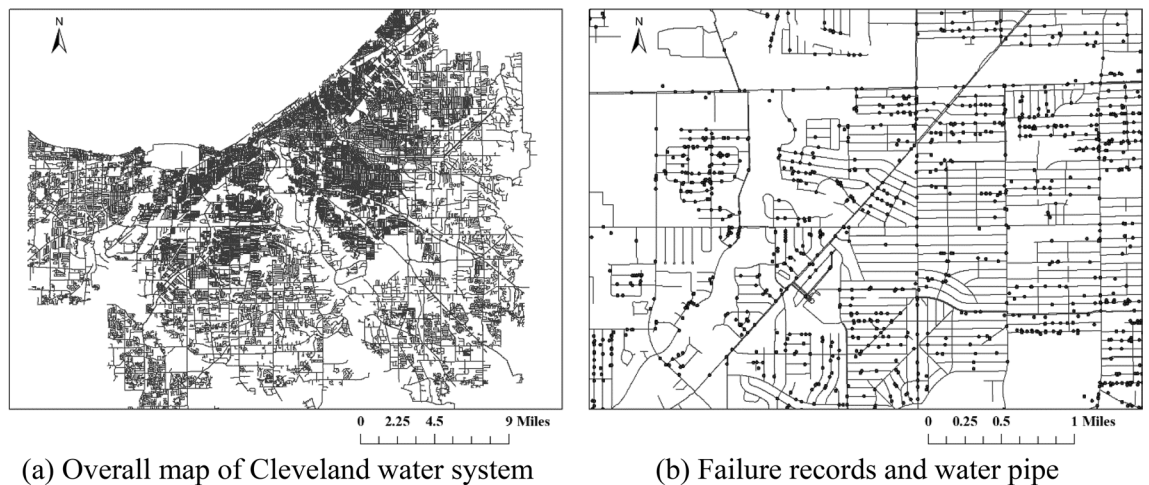 N
N
0 2.25 4.5 9 Miles
0 0.25 0.5 1 Miles
(a) Overall map of Cleveland water system
(b) Failure records and water pipe